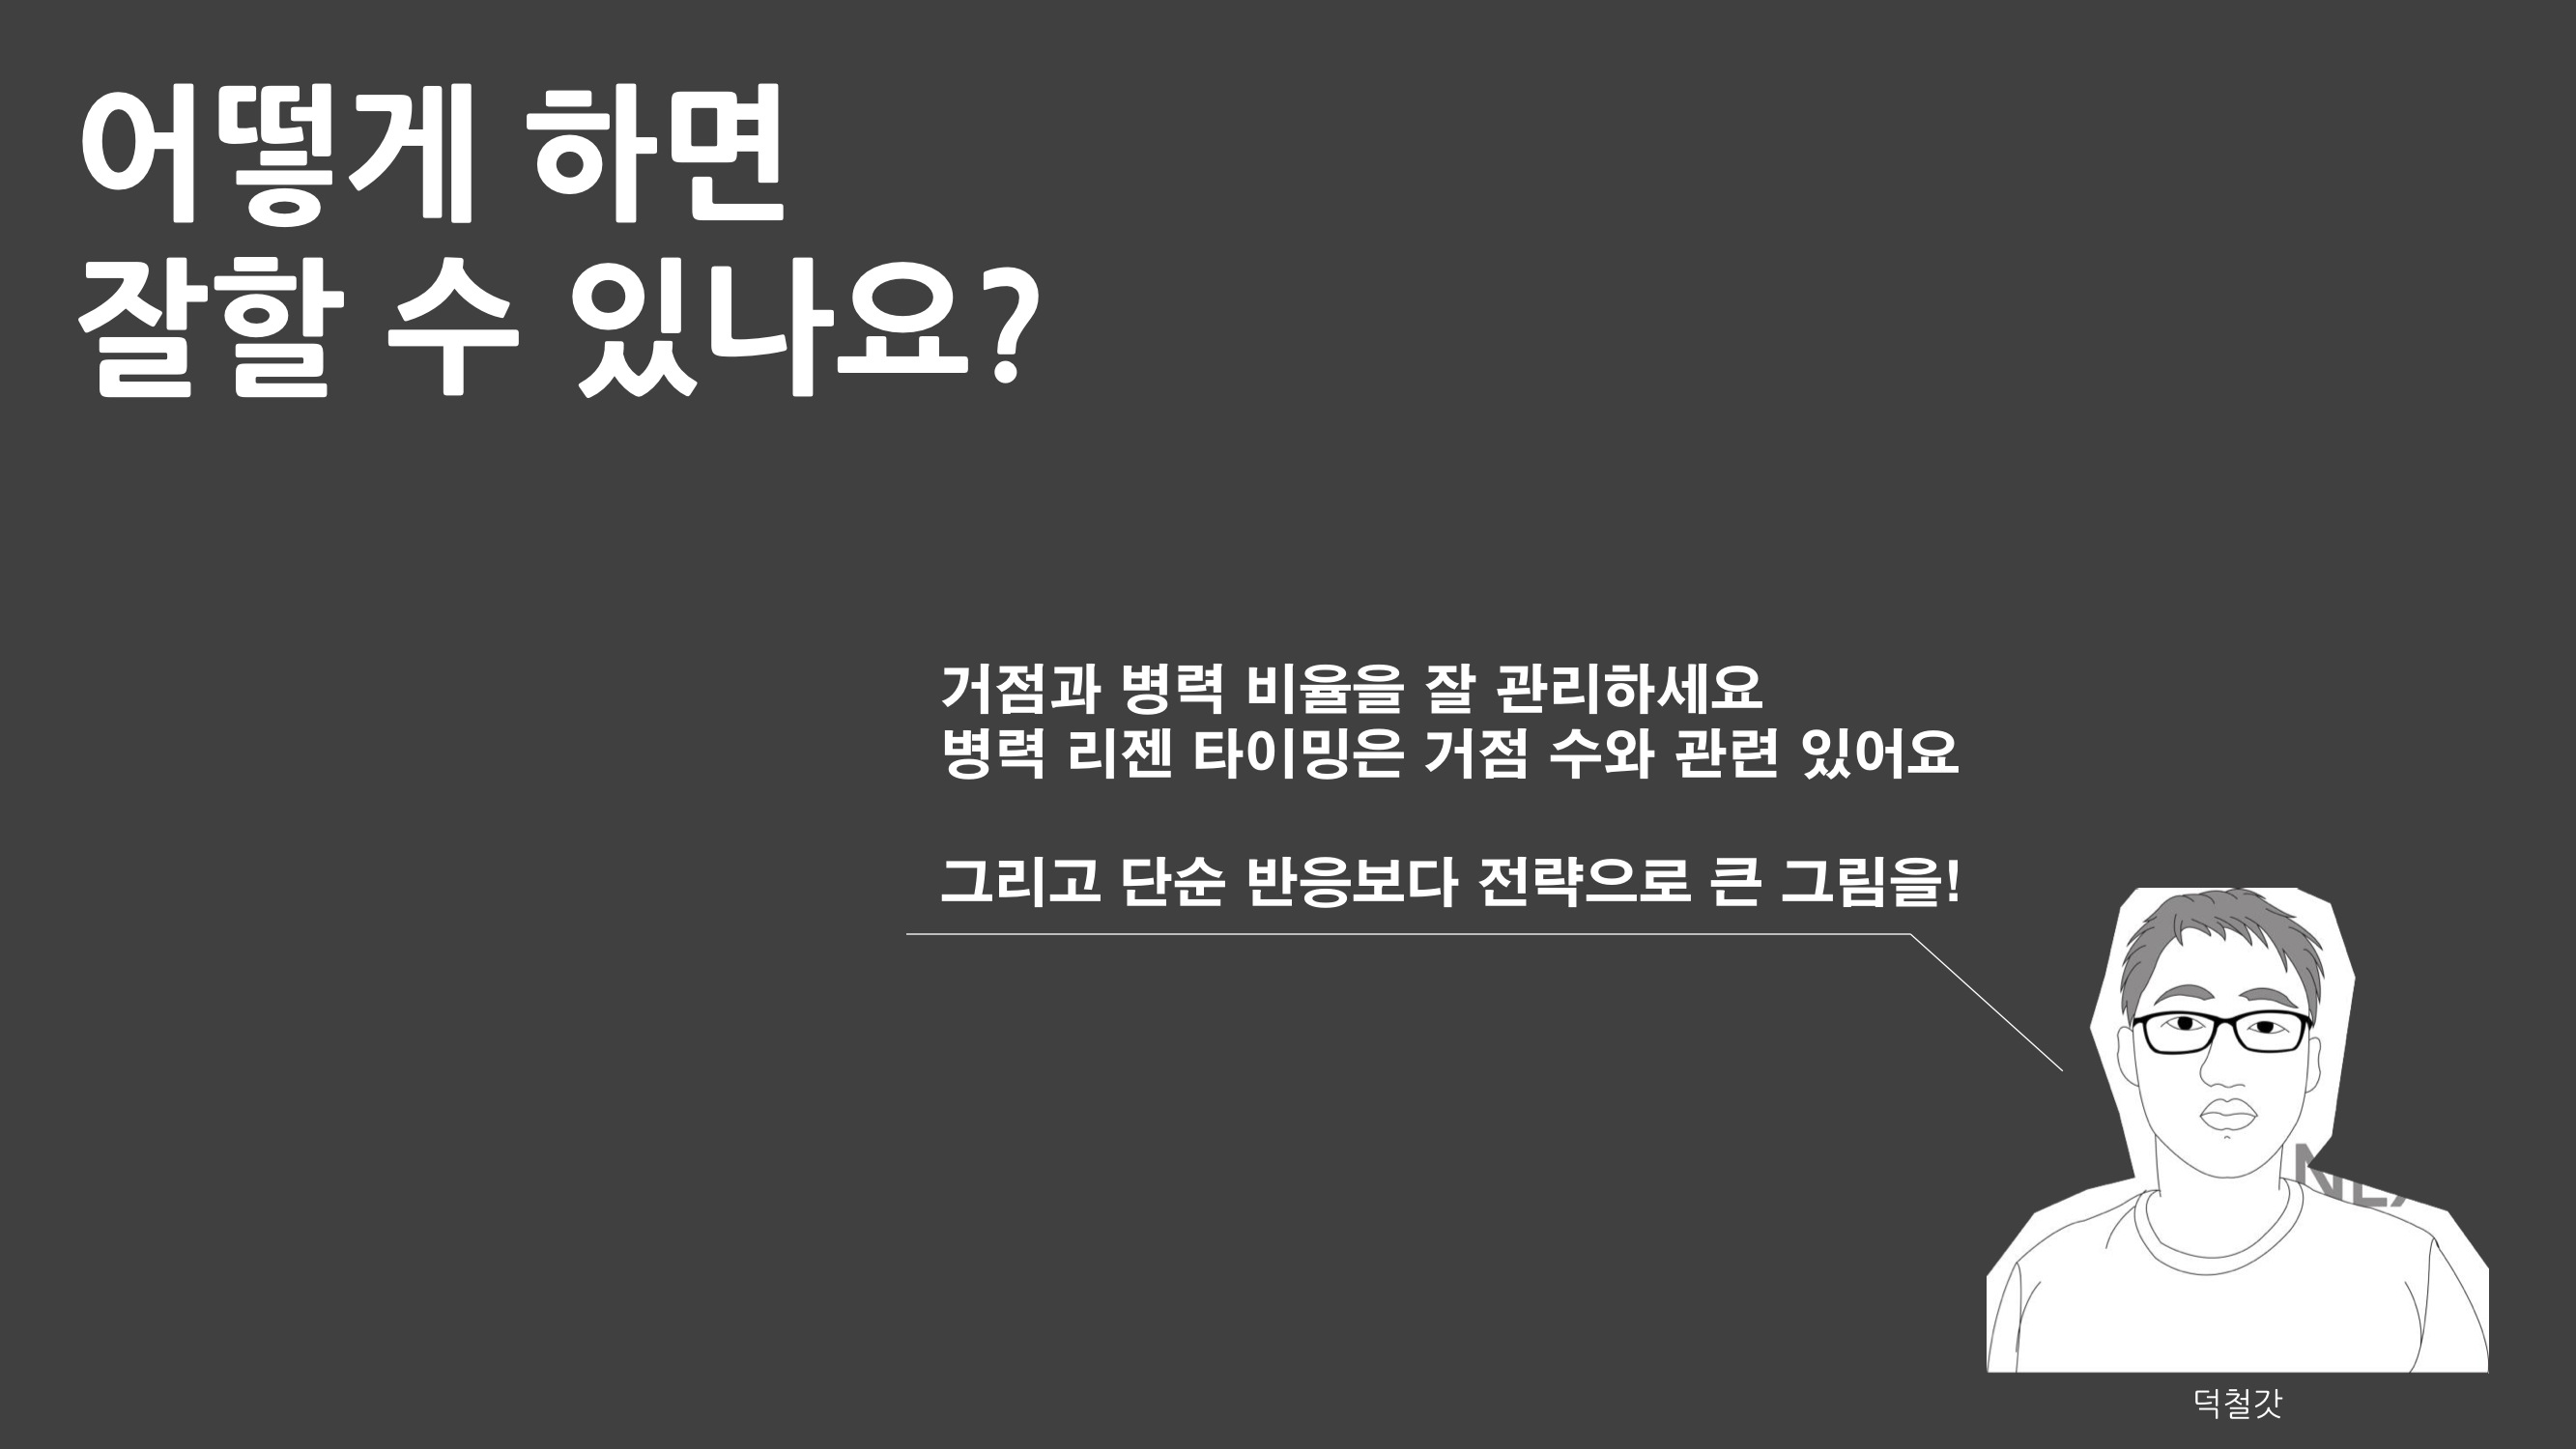 어떻게 하면
잘할 수 있나요?
거점과 병력 비율을 잘 관리하세요
병력 리젠 타이밍은 거점 수와 관련 있어요
그리고 단순 반응보다 전략으로 큰 그림을!
덕철갓